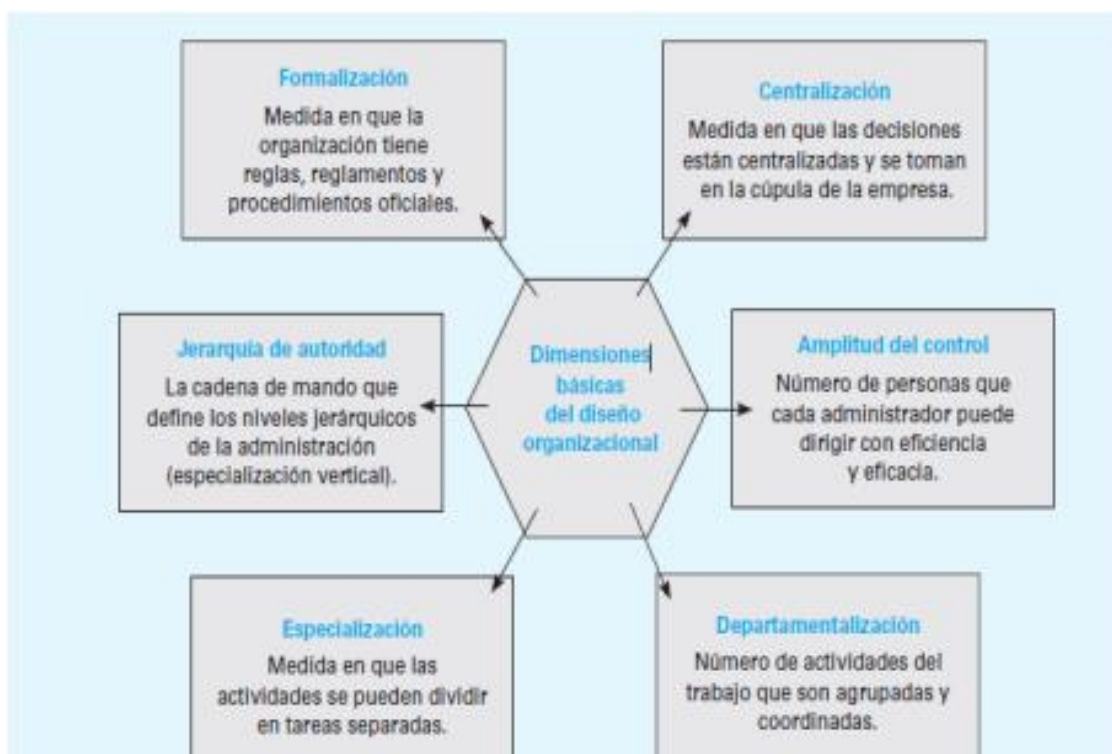 Formalización
Medida en que la
organización tiene
reglas, reglamentos y
procedimientos oficiales.
Centralización
Medida en que las decisiones
están centralizadas y se toman
en la cúpula de la empresa.
Jerarquía de autoridad
La cadena de mando que
define los niveles jerárquicos
de la administración
(especialización vertical).
Dimensiones
básicas
del diseño
organizacional
Amplitud del control
Número de personas que
cada administrador puede
dirigir con eficiencia
y eficacia.
Especialización
Medida en que las
actividades se pueden dividir
en tareas separadas.
Departamentalización
Número de actividades del
trabajo que son agrupadas y
coordinadas.